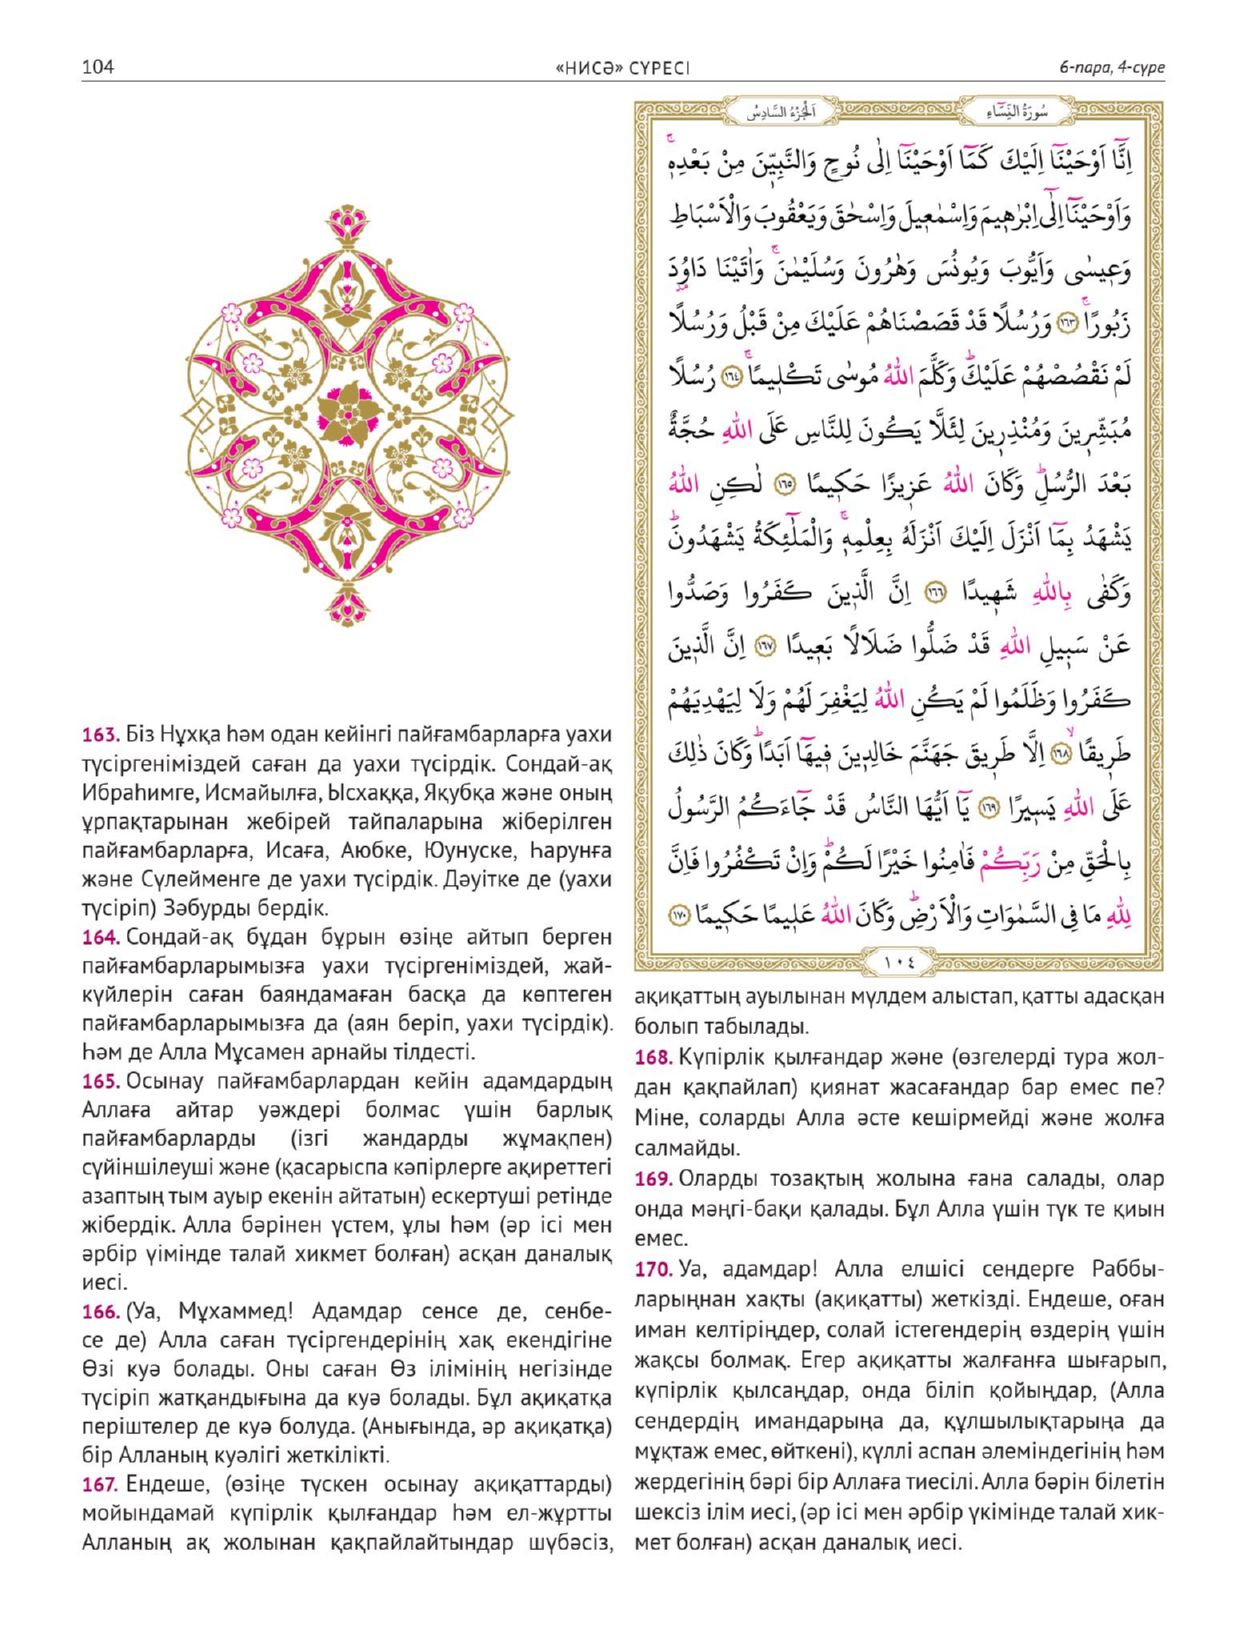 104
«НИСӘ» СҮРЕСІ
6-пара, 4-сүре
سُورَةُ النِّسَٓاءِ
اَلْجُزْءُ السَّادِسُ
اِنَّٓا اَوْحَيْنَٓا اِلَيْكَ كَمَٓا اَوْحَيْنَٓا اِلٰى نُوحٍ وَالنَّبِيّ۪نَ مِنْ بَعْدِه۪ۚ
وَاَوْحَيْنَٓا اِلٰٓى اِبْرٰه۪يمَ وَاِسْمٰع۪يلَ وَاِسْحٰقَ وَيَعْقُوبَ وَالْاَسْبَاطِ
وَع۪يسٰى وَاَيُّوبَ وَيُونُسَ وَهٰرُونَ وَسُلَيْمٰنَۚ وَاٰتَيْنَا دَاوُ۫دَ
زَبُورًاۚ ﴿١٦٣﴾ وَرُسُلًا قَدْ قَصَصْنَاهُمْ عَلَيْكَ مِنْ قَبْلُ وَرُسُلًا
لَمْ نَقْصُصْهُمْ عَلَيْكَۜ وَكَلَّمَ اللّٰهُ مُوسٰى تَكْل۪يمًاۚ ﴿١٦٤﴾ رُسُلًا
مُبَشِّر۪ينَ وَمُنْذِر۪ينَ لِئَلَّا يَكُونَ لِلنَّاسِ عَلَى اللّٰهِ حُجَّةٌ
بَعْدَ الرُّسُلِۜ وَكَانَ اللّٰهُ عَز۪يزًا حَك۪يمًا ﴿١٦٥﴾ لٰكِنِ اللّٰهُ
يَشْهَدُ بِمَٓا اَنْزَلَ اِلَيْكَ اَنْزَلَهُ بِعِلْمِه۪ۚ وَالْمَلٰٓئِكَةُ يَشْهَدُونَۜ
وَكَفٰى بِاللّٰهِ شَه۪يدًا ﴿١٦٦﴾ اِنَّ الَّذ۪ينَ كَفَرُوا وَصَدُّوا
عَنْ سَب۪يلِ اللّٰهِ قَدْ ضَلُّوا ضَلَالًا بَع۪يدًا ﴿١٦٧﴾ اِنَّ الَّذ۪ينَ
كَفَرُوا وَظَلَمُوا لَمْ يَكُنِ اللّٰهُ لِيَغْفِرَ لَهُمْ وَلَا لِيَهْدِيَهُمْ
طَر۪يقًاۙ ﴿١٦٨﴾ اِلَّا طَر۪يقَ جَهَنَّمَ خَالِد۪ينَ ف۪يهَٓا اَبَدًاۜ وَكَانَ ذٰلِكَ
عَلَى اللّٰهِ يَس۪يرًا ﴿١٦٩﴾ يَٓا اَيُّهَا النَّاسُ قَدْ جَٓاءَكُمُ الرَّسُولُ
بِالْحَقِّ مِنْ رَبِّكُمْ فَاٰمِنُوا خَيْرًا لَكُمْۜ وَاِنْ تَكْفُرُوا فَاِنَّ
لِلّٰهِ مَا فِي السَّمٰوَاتِ وَالْاَرْضِۜ وَكَانَ اللّٰهُ عَل۪يمًا حَك۪يمًا ﴿١٧٠﴾
١٠٤
163. Біз Нұхқа һәм одан кейінгі пайғамбарларға уахи
түсіргеніміздей саған да уахи түсірдік. Сондай-ақ
Ибраһимге, Исмайылға, Ысхаққа, Яқубқа және оның
ұрпақтарынан жебірей тайпаларына жіберілген
пайғамбарларға, Исаға, Аюбке, Юунуске, Һарунға
және Сүлейменге де уахи түсірдік. Дәуітке де (уахи
түсіріп) Зәбурды бердік.
164. Сондай-ақ бұдан бұрын өзіңе айтып берген
пайғамбарларымызға уахи түсіргеніміздей, жай-
күйлерін саған баяндамаған басқа да көптеген
пайғамбарларымызға да (аян беріп, уахи түсірдік).
Һәм де Алла Мұсамен арнайы тілдесті.
165. Осынау пайғамбарлардан кейін адамдардың
Аллаға айтар уәждері болмас үшін барлық
пайғамбарларды (ізгі жандарды жұмақпен)
сүйіншілеуші және (қасарыспа кәпірлерге ақиреттегі
азаптың тым ауыр екенін айтатын) ескертуші ретінде
жібердік. Алла бәрінен үстем, ұлы һәм (әр ісі мен
әрбір үімінде талай хикмет болған) асқан даналық
иесі.
166. (Уа, Мұхаммед! Адамдар сенсе де, сенбе-
се де) Алла саған түсіргендерінің хақ екендігіне
Өзі куә болады. Оны саған Өз ілімінің негізінде
түсіріп жатқандығына да куә болады. Бұл ақиқатқа
періштелер де куә болуда. (Анығында, әр ақиқатқа)
бір Алланың куәлігі жеткілікті.
167. Ендеше, (өзіңе түскен осынау ақиқаттарды)
мойындамай күпірлік қылғандар һәм ел-жұртты
Алланың ақ жолынан қақпайлайтындар шүбәсіз,
ақиқаттың ауылынан мүлдем алыстап, қатты адасқан
болып табылады.
168. Күпірлік қылғандар және (өзгелерді тура жол-
дан қақпайлап) қиянат жасағандар бар емес пе?
Міне, соларды Алла әсте кешірмейді және жолға
салмайды.
169. Оларды тозақтың жолына ғана салады, олар
онда мәңгі-бақи қалады. Бұл Алла үшін түк те қиын
емес.
170. Уа, адамдар! Алла елшісі сендерге Раббы-
ларыңнан хақты (ақиқатты) жеткізді. Ендеше, оған
иман келтіріңдер, солай істегендерің өздерің үшін
жақсы болмақ. Егер ақиқатты жалғанға шығарып,
күпірлік қылсаңдар, онда біліп қойыңдар, (Алла
сендердің имандарыңа да, құлшылықтарыңа да
мұқтаж емес, өйткені), күллі аспан әлеміндегінің һәм
жердегінің бәрі бір Аллаға тиесілі. Алла бәрін білетін
шексіз ілім иесі, (әр ісі мен әрбір үкімінде талай хик-
мет болған) асқан даналық иесі.